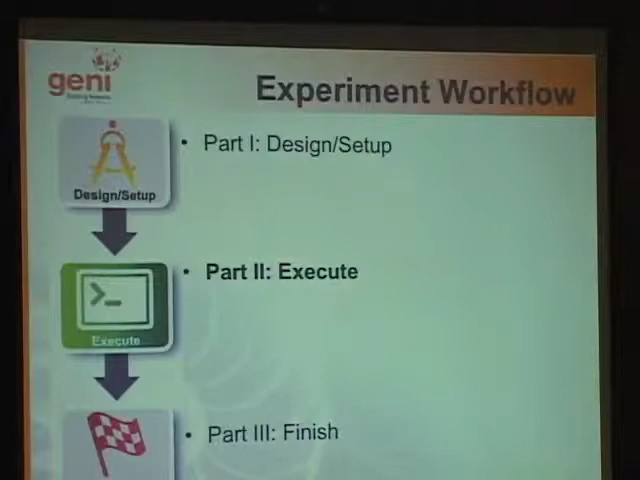 geni
Experiment Workflow
Design/Setup
• Part I: Design/Setup
>_
Execute
• Part II: Execute
• Part III: Finish